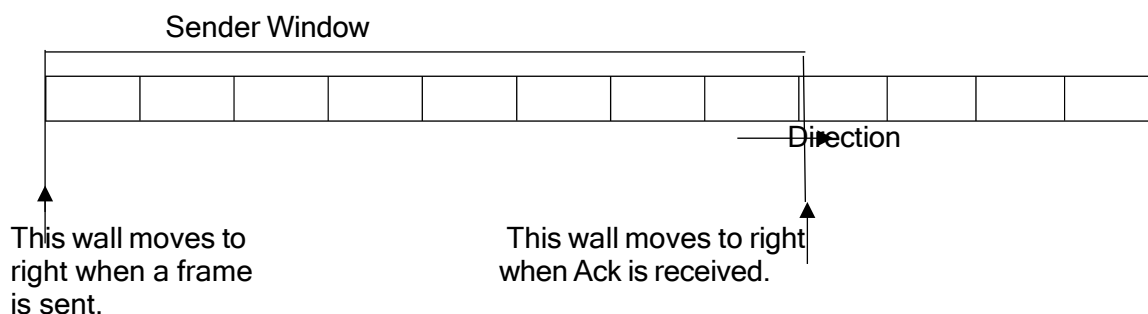 Sender Window
Direction
This wall moves to
right when a frame
is sent.
This wall moves to right
when Ack is received.